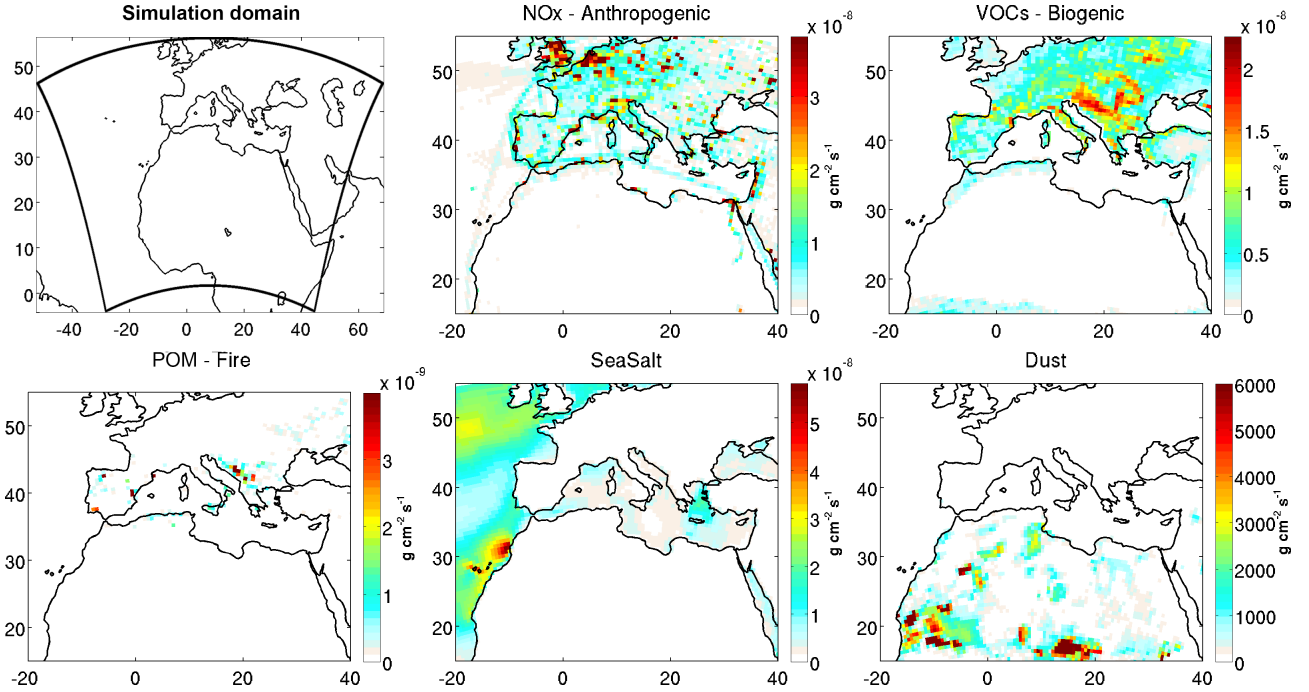 Simulation domain
50
40
30
20
10
0
-40 -20 0 20 40 60
NOx - Anthropogenic
x 10⁻⁸
50
40
30
20
-20 0 20 40
3
2
1
0
g cm⁻² s⁻¹
VOCs - Biogenic
x 10⁻⁸
50
40
30
20
-20 0 20 40
2
1.5
1
0.5
0
g cm⁻² s⁻¹
POM - Fire
x 10⁻⁹
50
40
30
20
-20 0 20 40
3
2
1
0
g cm⁻² s⁻¹
SeaSalt
x 10⁻⁸
50
40
30
20
-20 0 20 40
5
4
3
2
1
0
g cm⁻² s⁻¹
Dust
50
40
30
20
-20 0 20 40
6000
5000
4000
3000
2000
1000
0
g cm⁻² s⁻¹